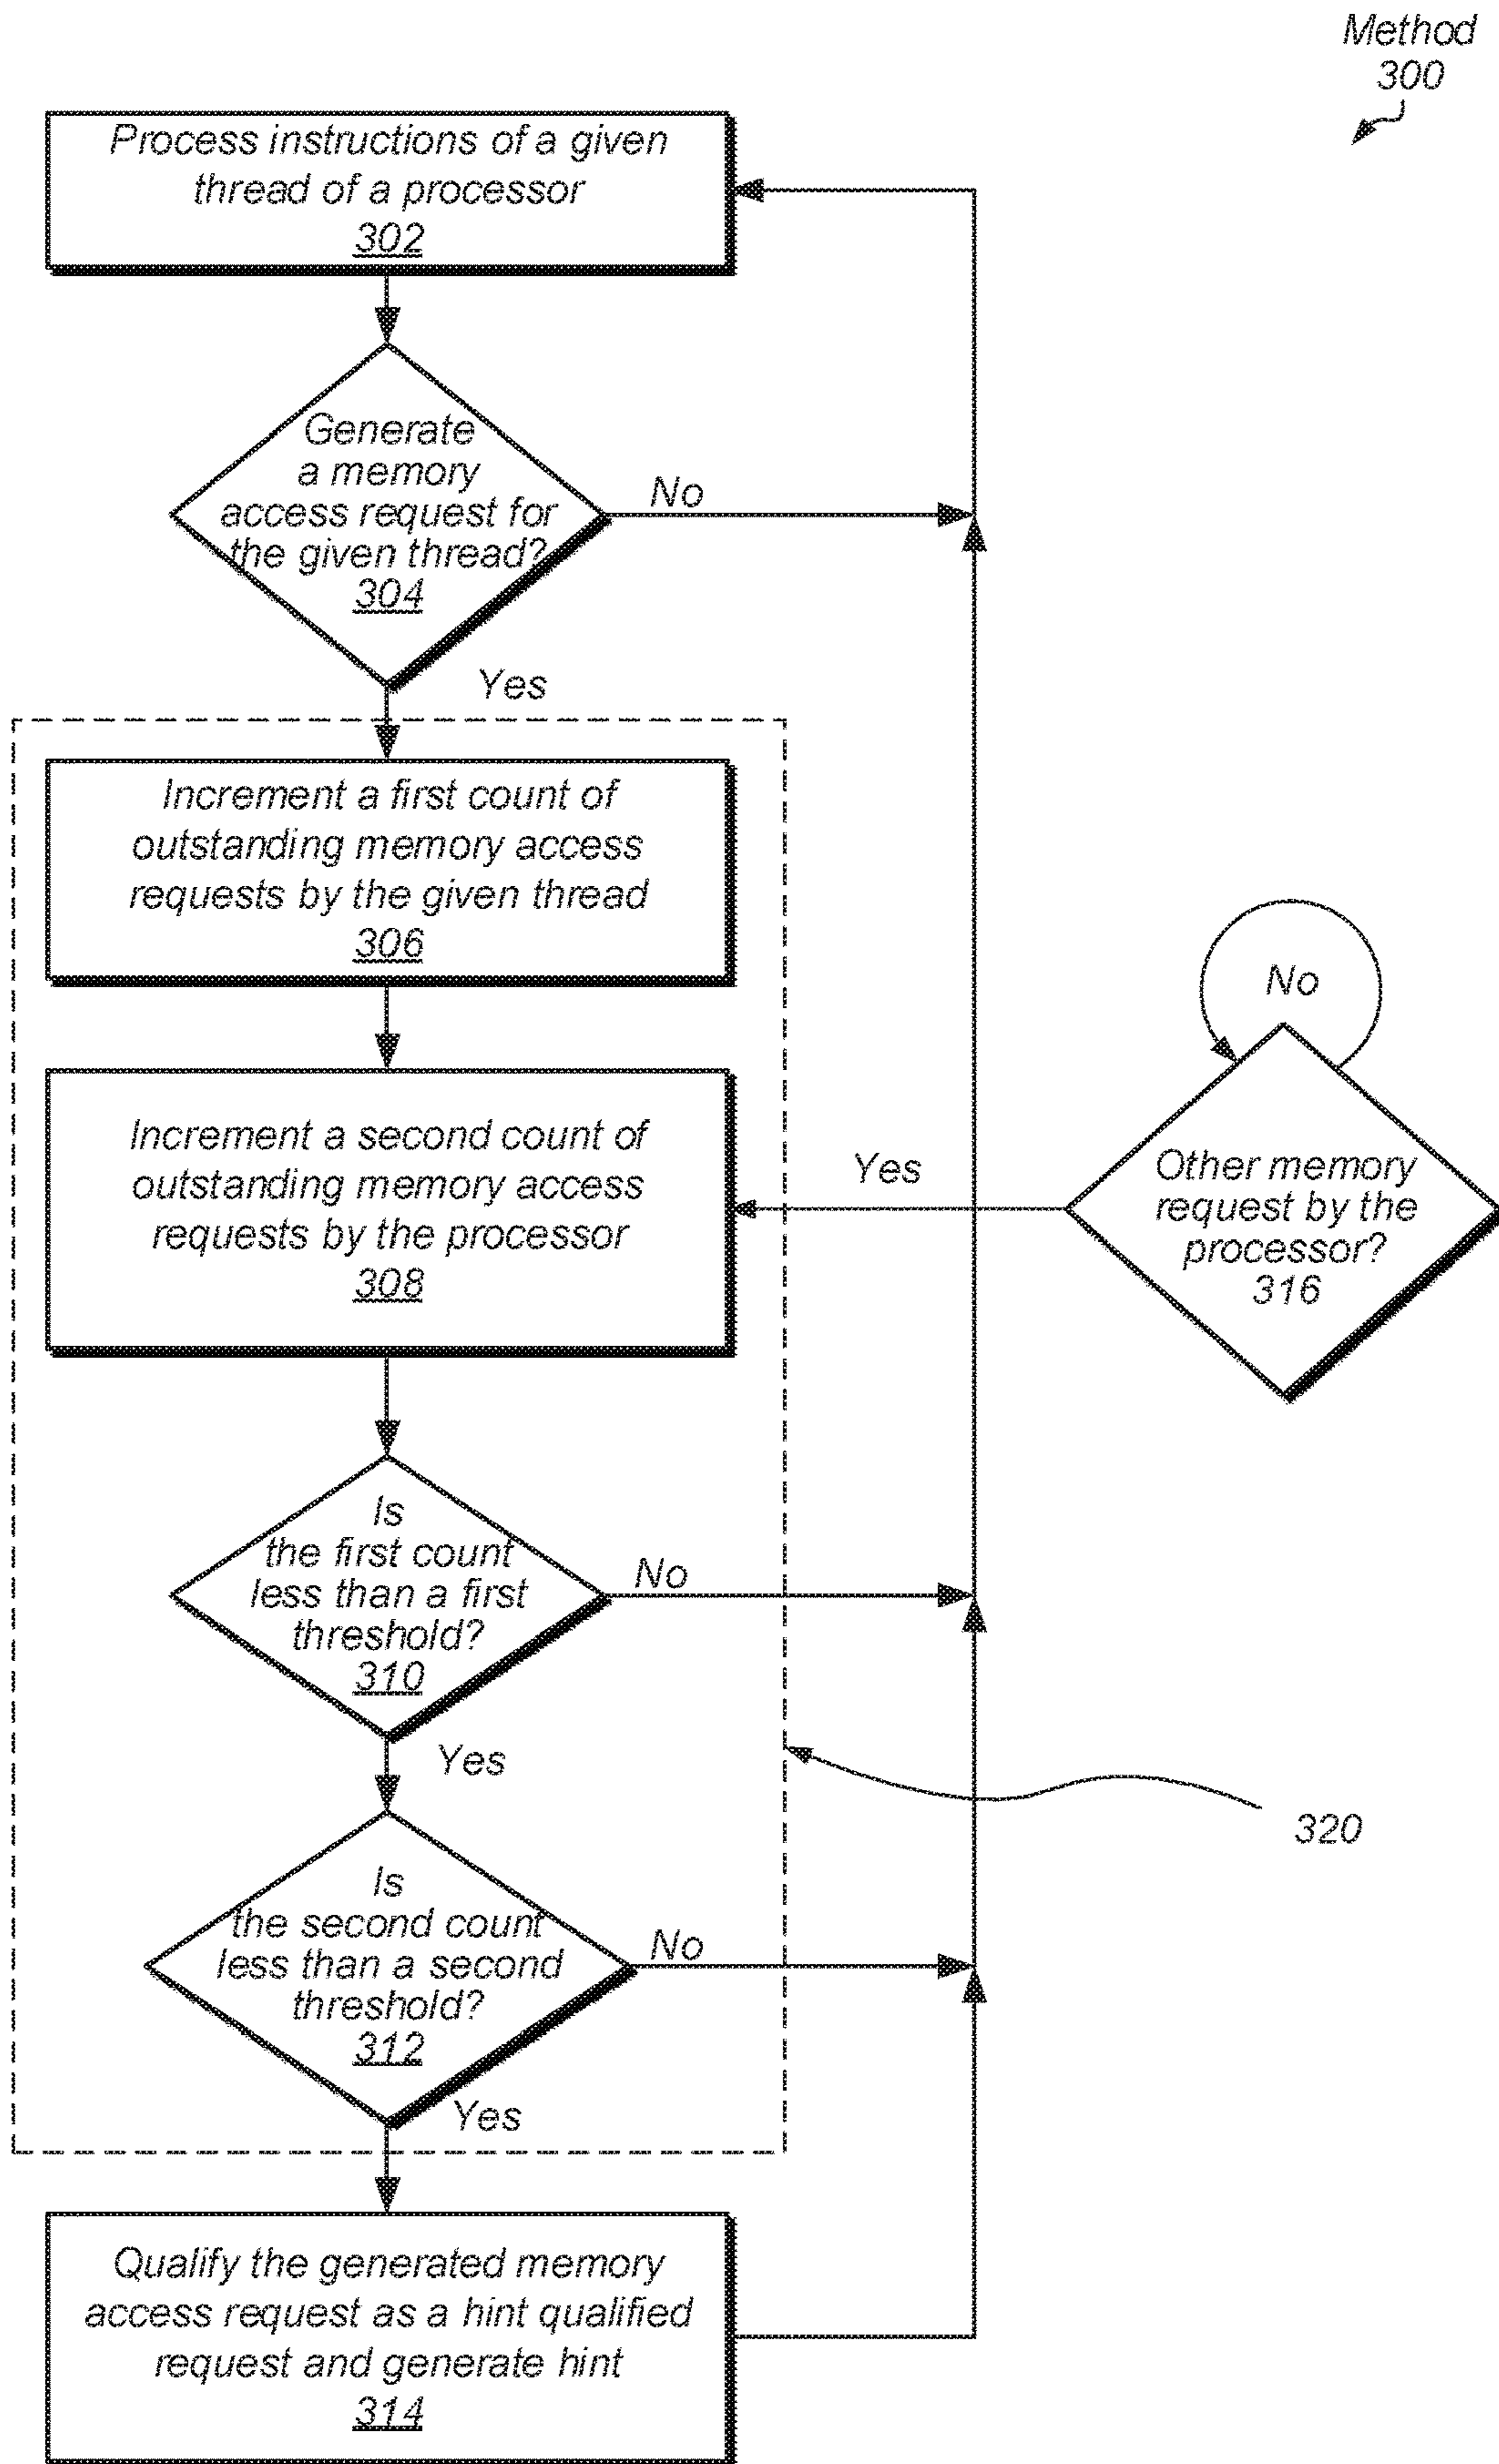 Method
300
Process instructions of a given
thread of a processor
302
Generate
a memory
access request for
the given thread?
304
No
Yes
Increment a first count of
outstanding memory access
requests by the given thread
306
No
Increment a second count of
outstanding memory access
requests by the processor
308
Yes
Other memory
request by the
processor?
316
Is
the first count
less than a first
threshold?
310
No
Yes
320
Is
the second count
less than a second
threshold?
312
No
Yes
Qualify the generated memory
access request as a hint qualified
request and generate hint
314